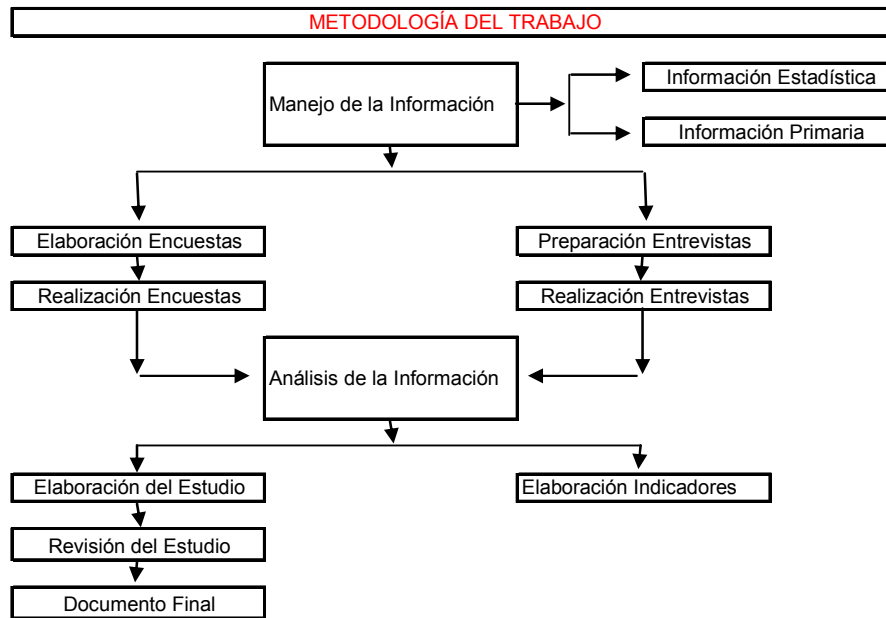 METODOLOGÍA DEL TRABAJO
Información Estadística
Manejo de la Información
Información Primaria
Elaboración Encuestas
Preparación Entrevistas
Realización Encuestas
Realización Entrevistas
Análisis de la Información
Elaboración del Estudio
Elaboración Indicadores
Revisión del Estudio
Documento Final